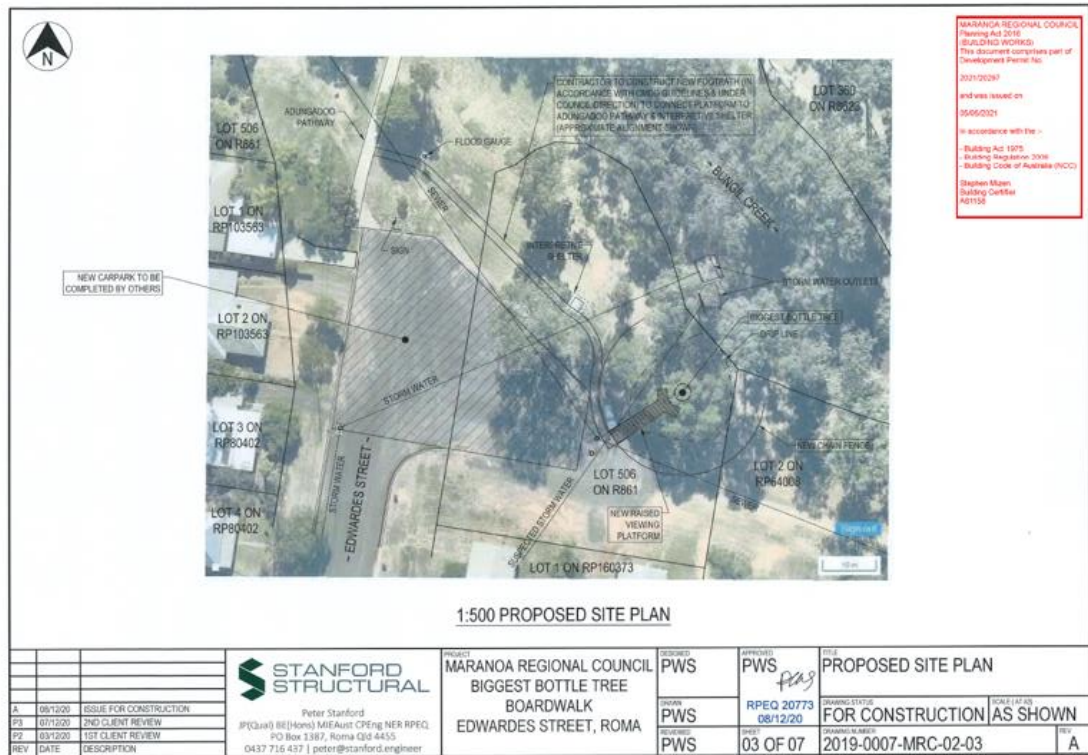 N
MARANOA REGIONAL COUNCIL
Planning Act 2016
(BUILDING WORKS)
This document comprises part of
Development Permit No.
2021/20297
and was issued on
in accordance with the :-
- Building Act 1975
- Building Regulation 2006
- Building Code of Australia (NCC)
Stephen Mizen
Building Certifier
CONTRACTOR TO CONSTRUCT NEW FOOTPATH (IN
ACCORDANCE WITH CMDG GUIDELINES & UNDER
COUNCIL DIRECTION) TO CONNECT PLATFORM TO
ADUNGADOO PATHWAY & INTERPRETIVE SHELTER
(APPROXIMATE ALIGNMENT SHOWN)
LOT 360
ADUNGADOO
PATHWAY
LOT 506
ON R861
FLOOD GAUGE
- BUNGIL CREEK -
SEWER
LOT 1 ON
RP103563
SIGN
INTERPRETIVE
SHELTER
NEW CARPARK TO BE
COMPLETED BY OTHERS
STORM WATER OUTLETS
LOT 2 ON
RP103563
BIGGEST BOTTLE TREE
DRIP LINE
STORM WATER
LOT 3 ON
RP80402
NEW CHAIN FENCE
STORM WATER
- EDWARDES STREET -
LOT 506
ON R861
LOT 2 ON
RP64008
SEWER
LOT 4 ON
RP80402
SUSPECTED STORM WATER
NEW RAISED
VIEWING
PLATFORM
LOT 1 ON RP160373
10 m
1:500 PROPOSED SITE PLAN
A 08/12/20 ISSUE FOR CONSTRUCTION
P3 07/12/20 2ND CLIENT REVIEW
P2 03/12/20 1ST CLIENT REVIEW
REV DATE DESCRIPTION
STANFORD
STRUCTURAL
Peter Stanford
JP(Qual) BE(Hons) MIEAust CPEng NER RPEQ
PO Box 1387, Roma Qld 4455
0437 716 437 | peter@stanford.engineer
PROJECT
MARANOA REGIONAL COUNCIL
BIGGEST BOTTLE TREE
BOARDWALK
EDWARDES STREET, ROMA
DESIGNED
PWS
DRAWN
PWS
REVIEWED
PWS
APPROVED
PWS
RPEQ 20773
08/12/20
SHEET
03 OF 07
TITLE
PROPOSED SITE PLAN
DRAWING STATUS
FOR CONSTRUCTION
SCALE (AT A3)
AS SHOWN
DRAWING NUMBER
2019-0007-MRC-02-03
REV
A